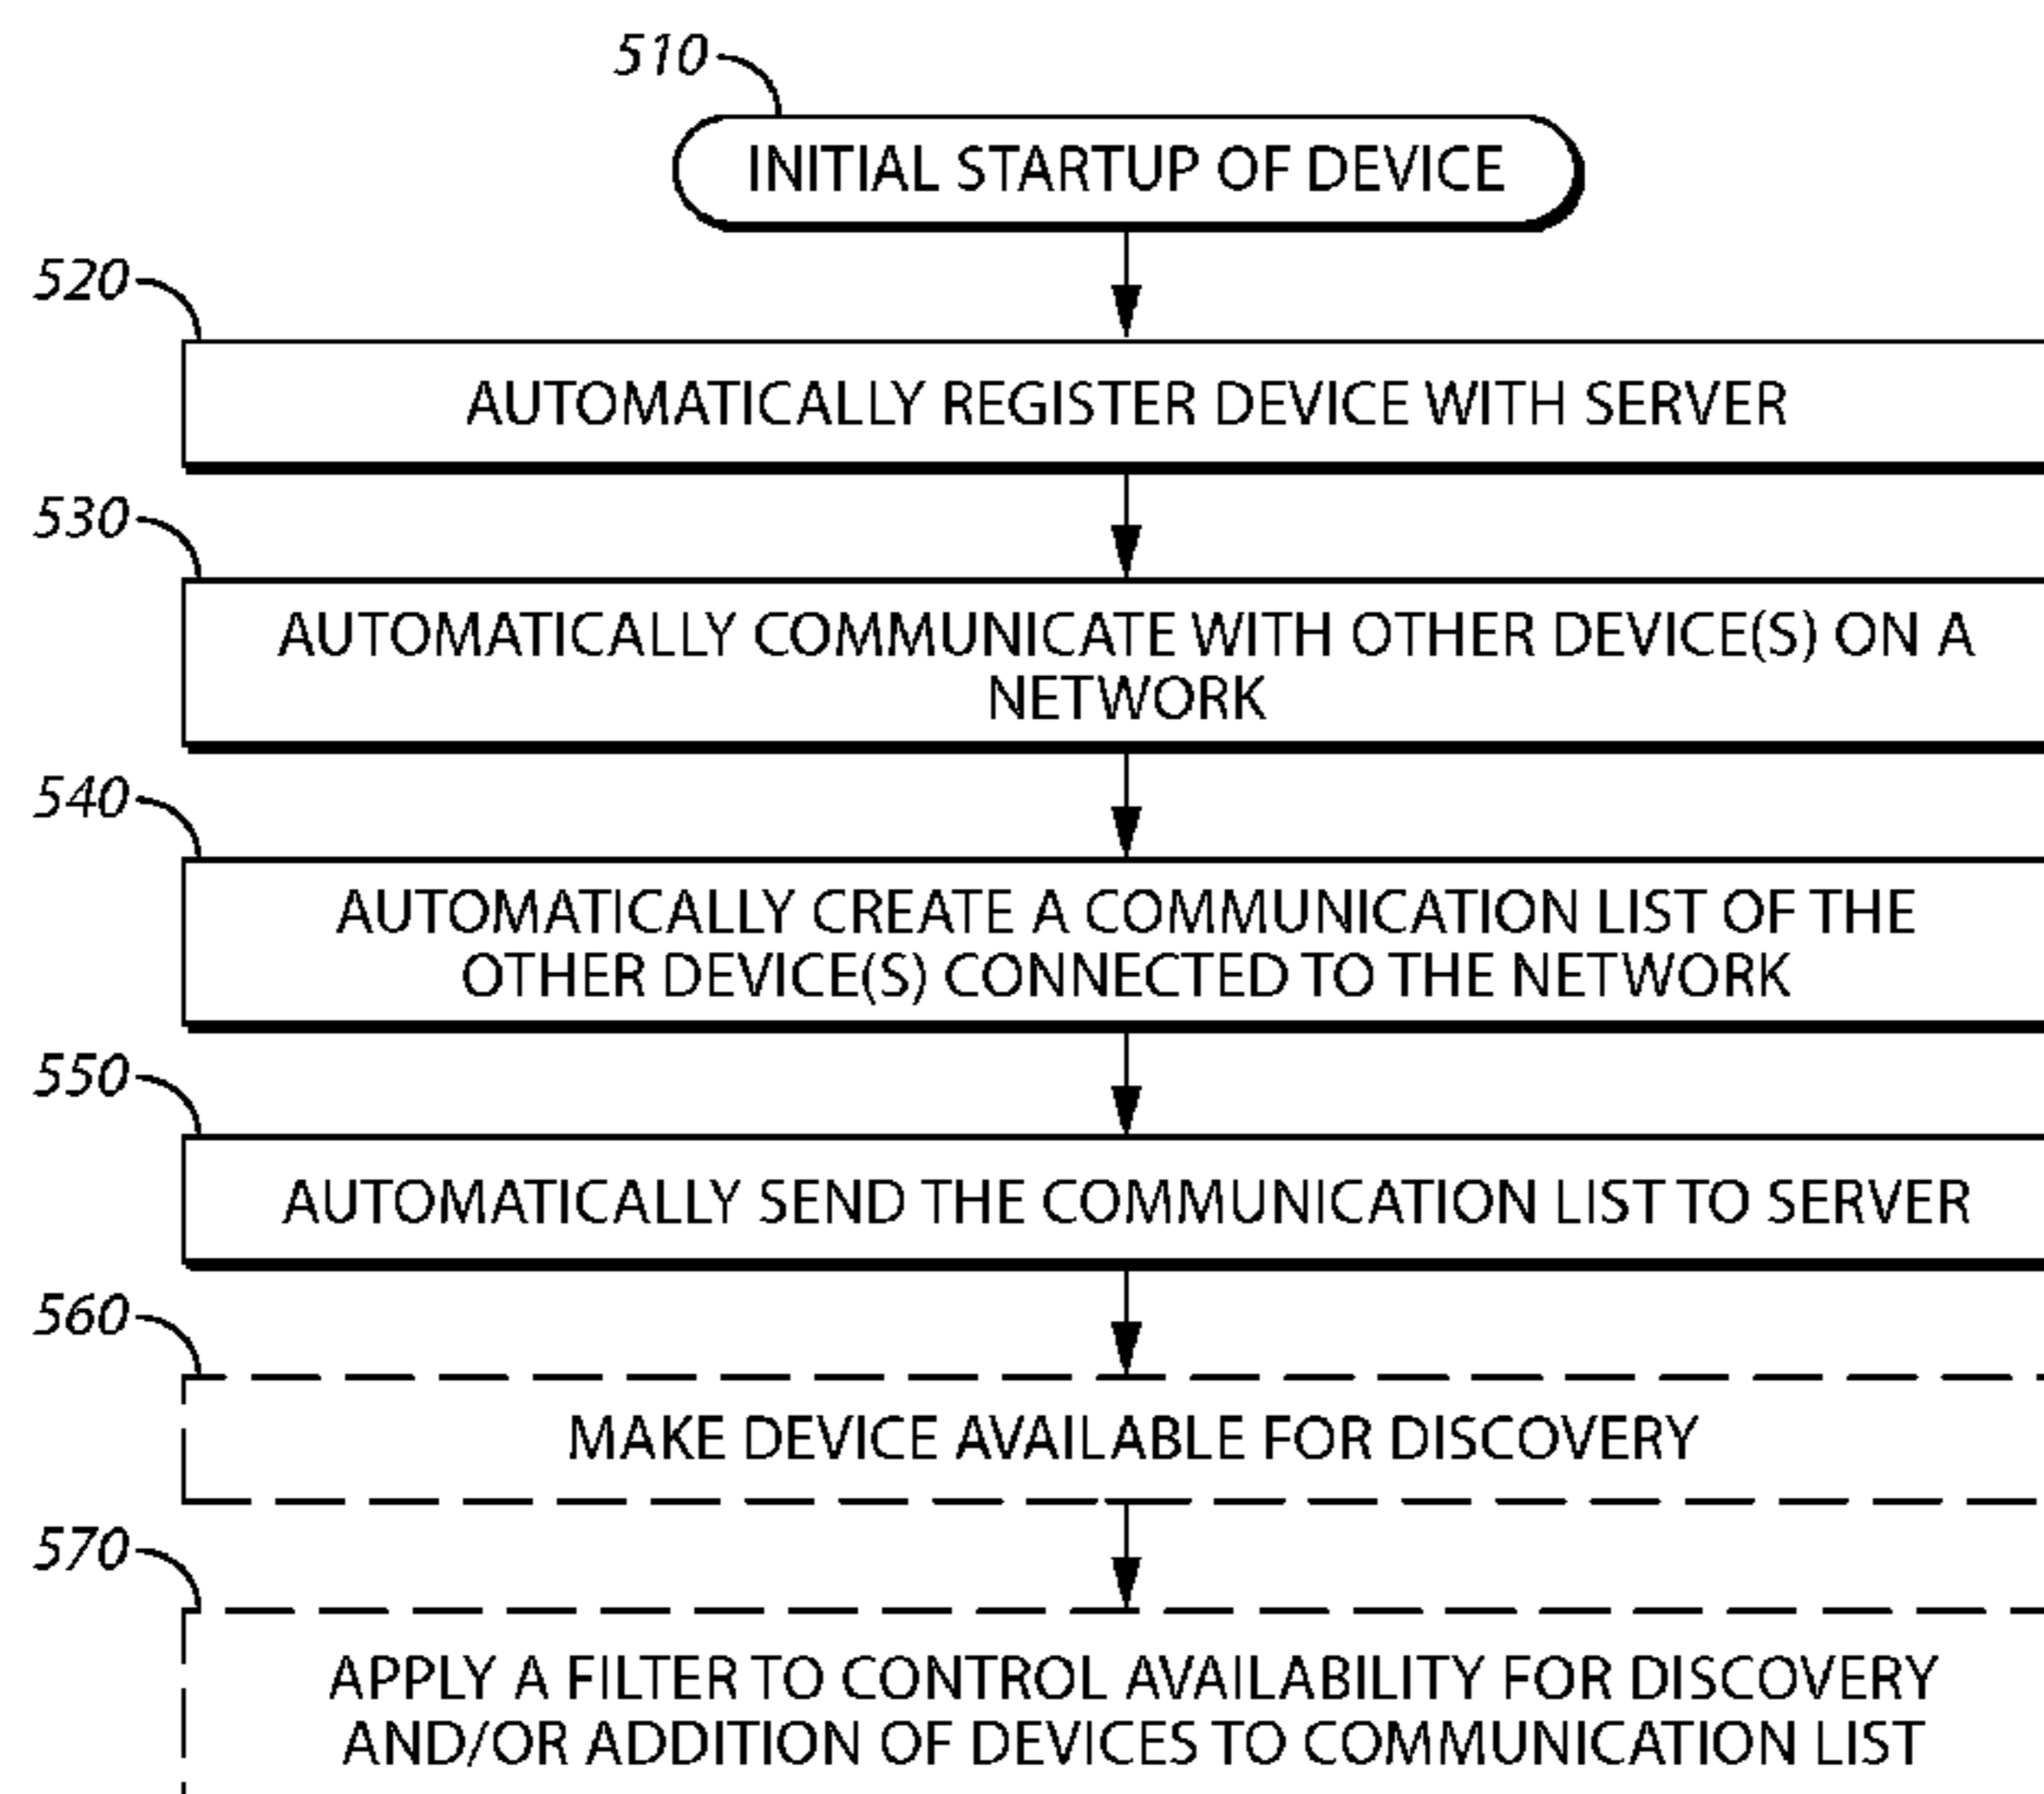 510
INITIAL STARTUP OF DEVICE
520
AUTOMATICALLY REGISTER DEVICE WITH SERVER
530
AUTOMATICALLY COMMUNICATE WITH OTHER DEVICE(S) ON A
NETWORK
540
AUTOMATICALLY CREATE A COMMUNICATION LIST OF THE
OTHER DEVICE(S) CONNECTED TO THE NETWORK
550
AUTOMATICALLY SEND THE COMMUNICATION LIST TO SERVER
560
MAKE DEVICE AVAILABLE FOR DISCOVERY
570
APPLY A FILTER TO CONTROL AVAILABILITY FOR DISCOVERY
AND/OR ADDITION OF DEVICES TO COMMUNICATION LIST